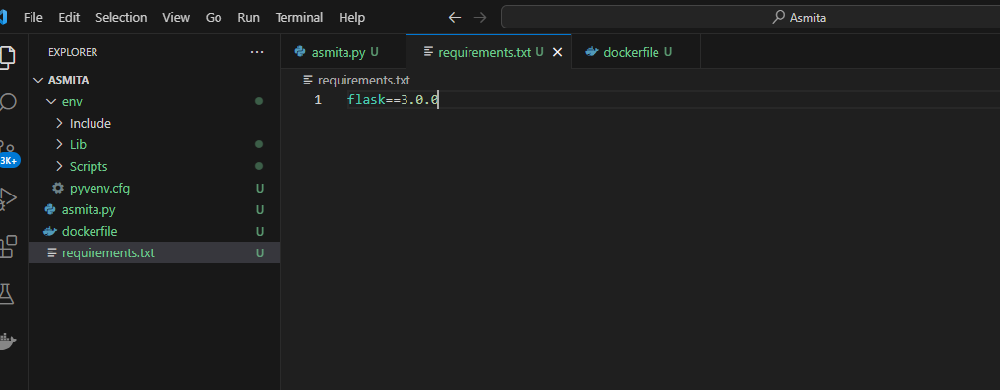 File Edit Selection View Go Run Terminal Help
Asmita
EXPLORER
asmita.py U
requirements.txt U
dockerfile U
ASMITA
requirements.txt
env
1 flask==3.0.0
Include
Lib
3K+
Scripts
pyvenv.cfg U
asmita.py U
dockerfile U
requirements.txt U